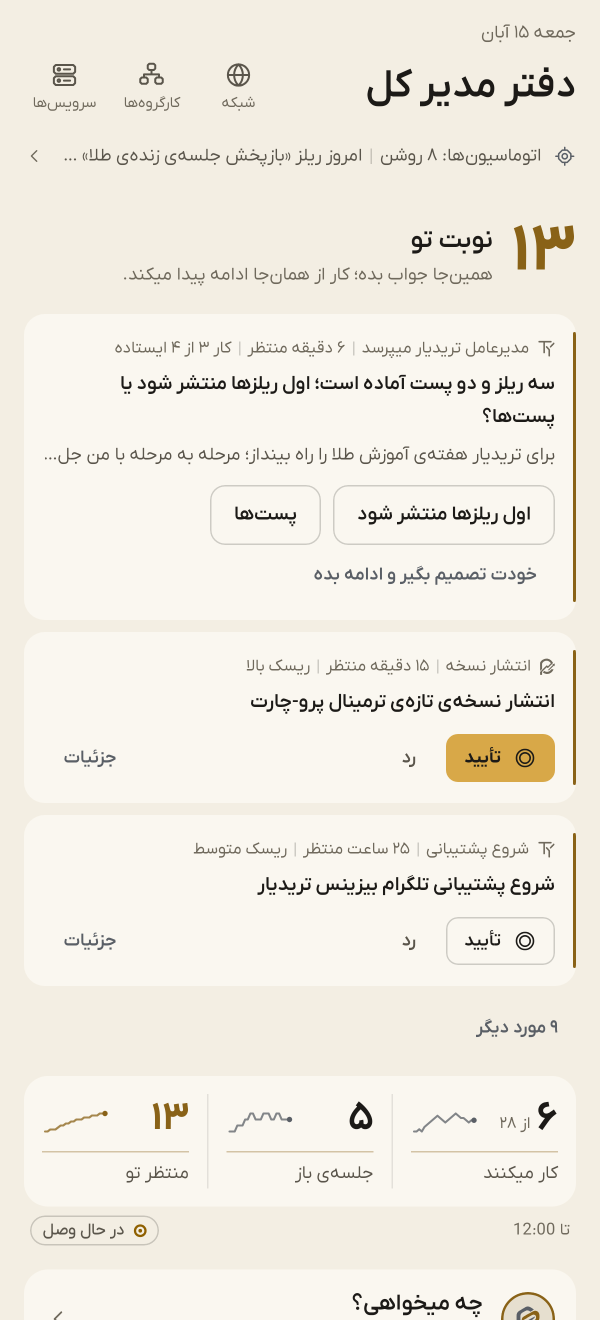 جمعه ۱۵ آبان
دفتر مدیر کل
شبکه
کارگروه‌ها
سرویس‌ها
اتوماسیون‌ها: ۸ روشن | امروز ریلز «بازپخش جلسه‌ی زنده‌ی طلا» ...
۱۳
نوبت تو
همین‌جا جواب بده؛ کار از همان‌جا ادامه پیدا میکند.
مدیرعامل تریدیار میپرسد | ۶ دقیقه منتظر | کار ۳ از ۴ ایستاده
سه ریلز و دو پست آماده است؛ اول ریلزها منتشر شود یا
پست‌ها؟
برای تریدیار هفته‌ی آموزش طلا را راه بینداز؛ مرحله به مرحله با من جل...
اول ریلزها منتشر شود
پست‌ها
خودت تصمیم بگیر و ادامه بده
انتشار نسخه | ۱۵ دقیقه منتظر | ریسک بالا
انتشار نسخه‌ی تازه‌ی ترمینال پرو-چارت
تأیید
رد
جزئیات
شروع پشتیبانی | ۲۵ ساعت منتظر | ریسک متوسط
شروع پشتیبانی تلگرام بیزینس تریدیار
تأیید
رد
جزئیات
۹ مورد دیگر
۶ از ۲۸
کار میکنند
۵
جلسه‌ی باز
۱۳
منتظر تو
تا 12:00
در حال وصل
چه میخواهی؟